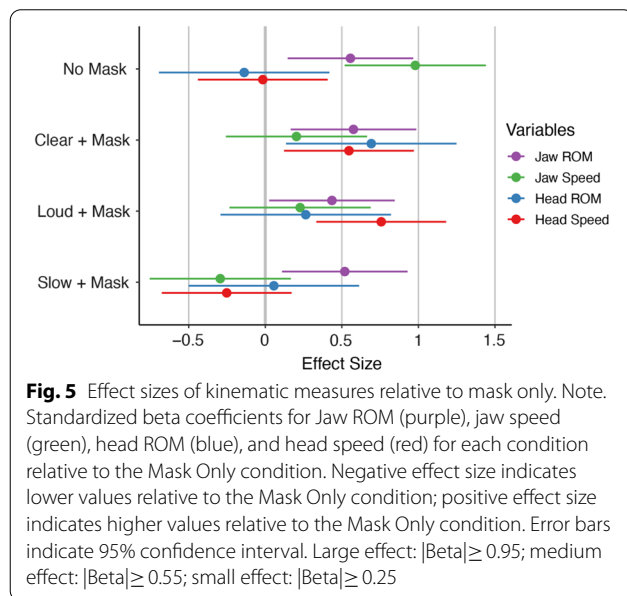 No Mask
Clear + Mask
Loud + Mask
Slow + Mask
−0.5 0 0.5 1 1.5
Effect Size
Variables
Jaw ROM
Jaw Speed
Head ROM
Head Speed
Fig. 5 Effect sizes of kinematic measures relative to mask only. Note.
Standardized beta coefficients for Jaw ROM (purple), jaw speed
(green), head ROM (blue), and head speed (red) for each condition
relative to the Mask Only condition. Negative effect size indicates
lower values relative to the Mask Only condition; positive effect size
indicates higher values relative to the Mask Only condition. Error bars
indicate 95% confidence interval. Large effect: |Beta| ≥ 0.95; medium
effect: |Beta| ≥ 0.55; small effect: |Beta| ≥ 0.25